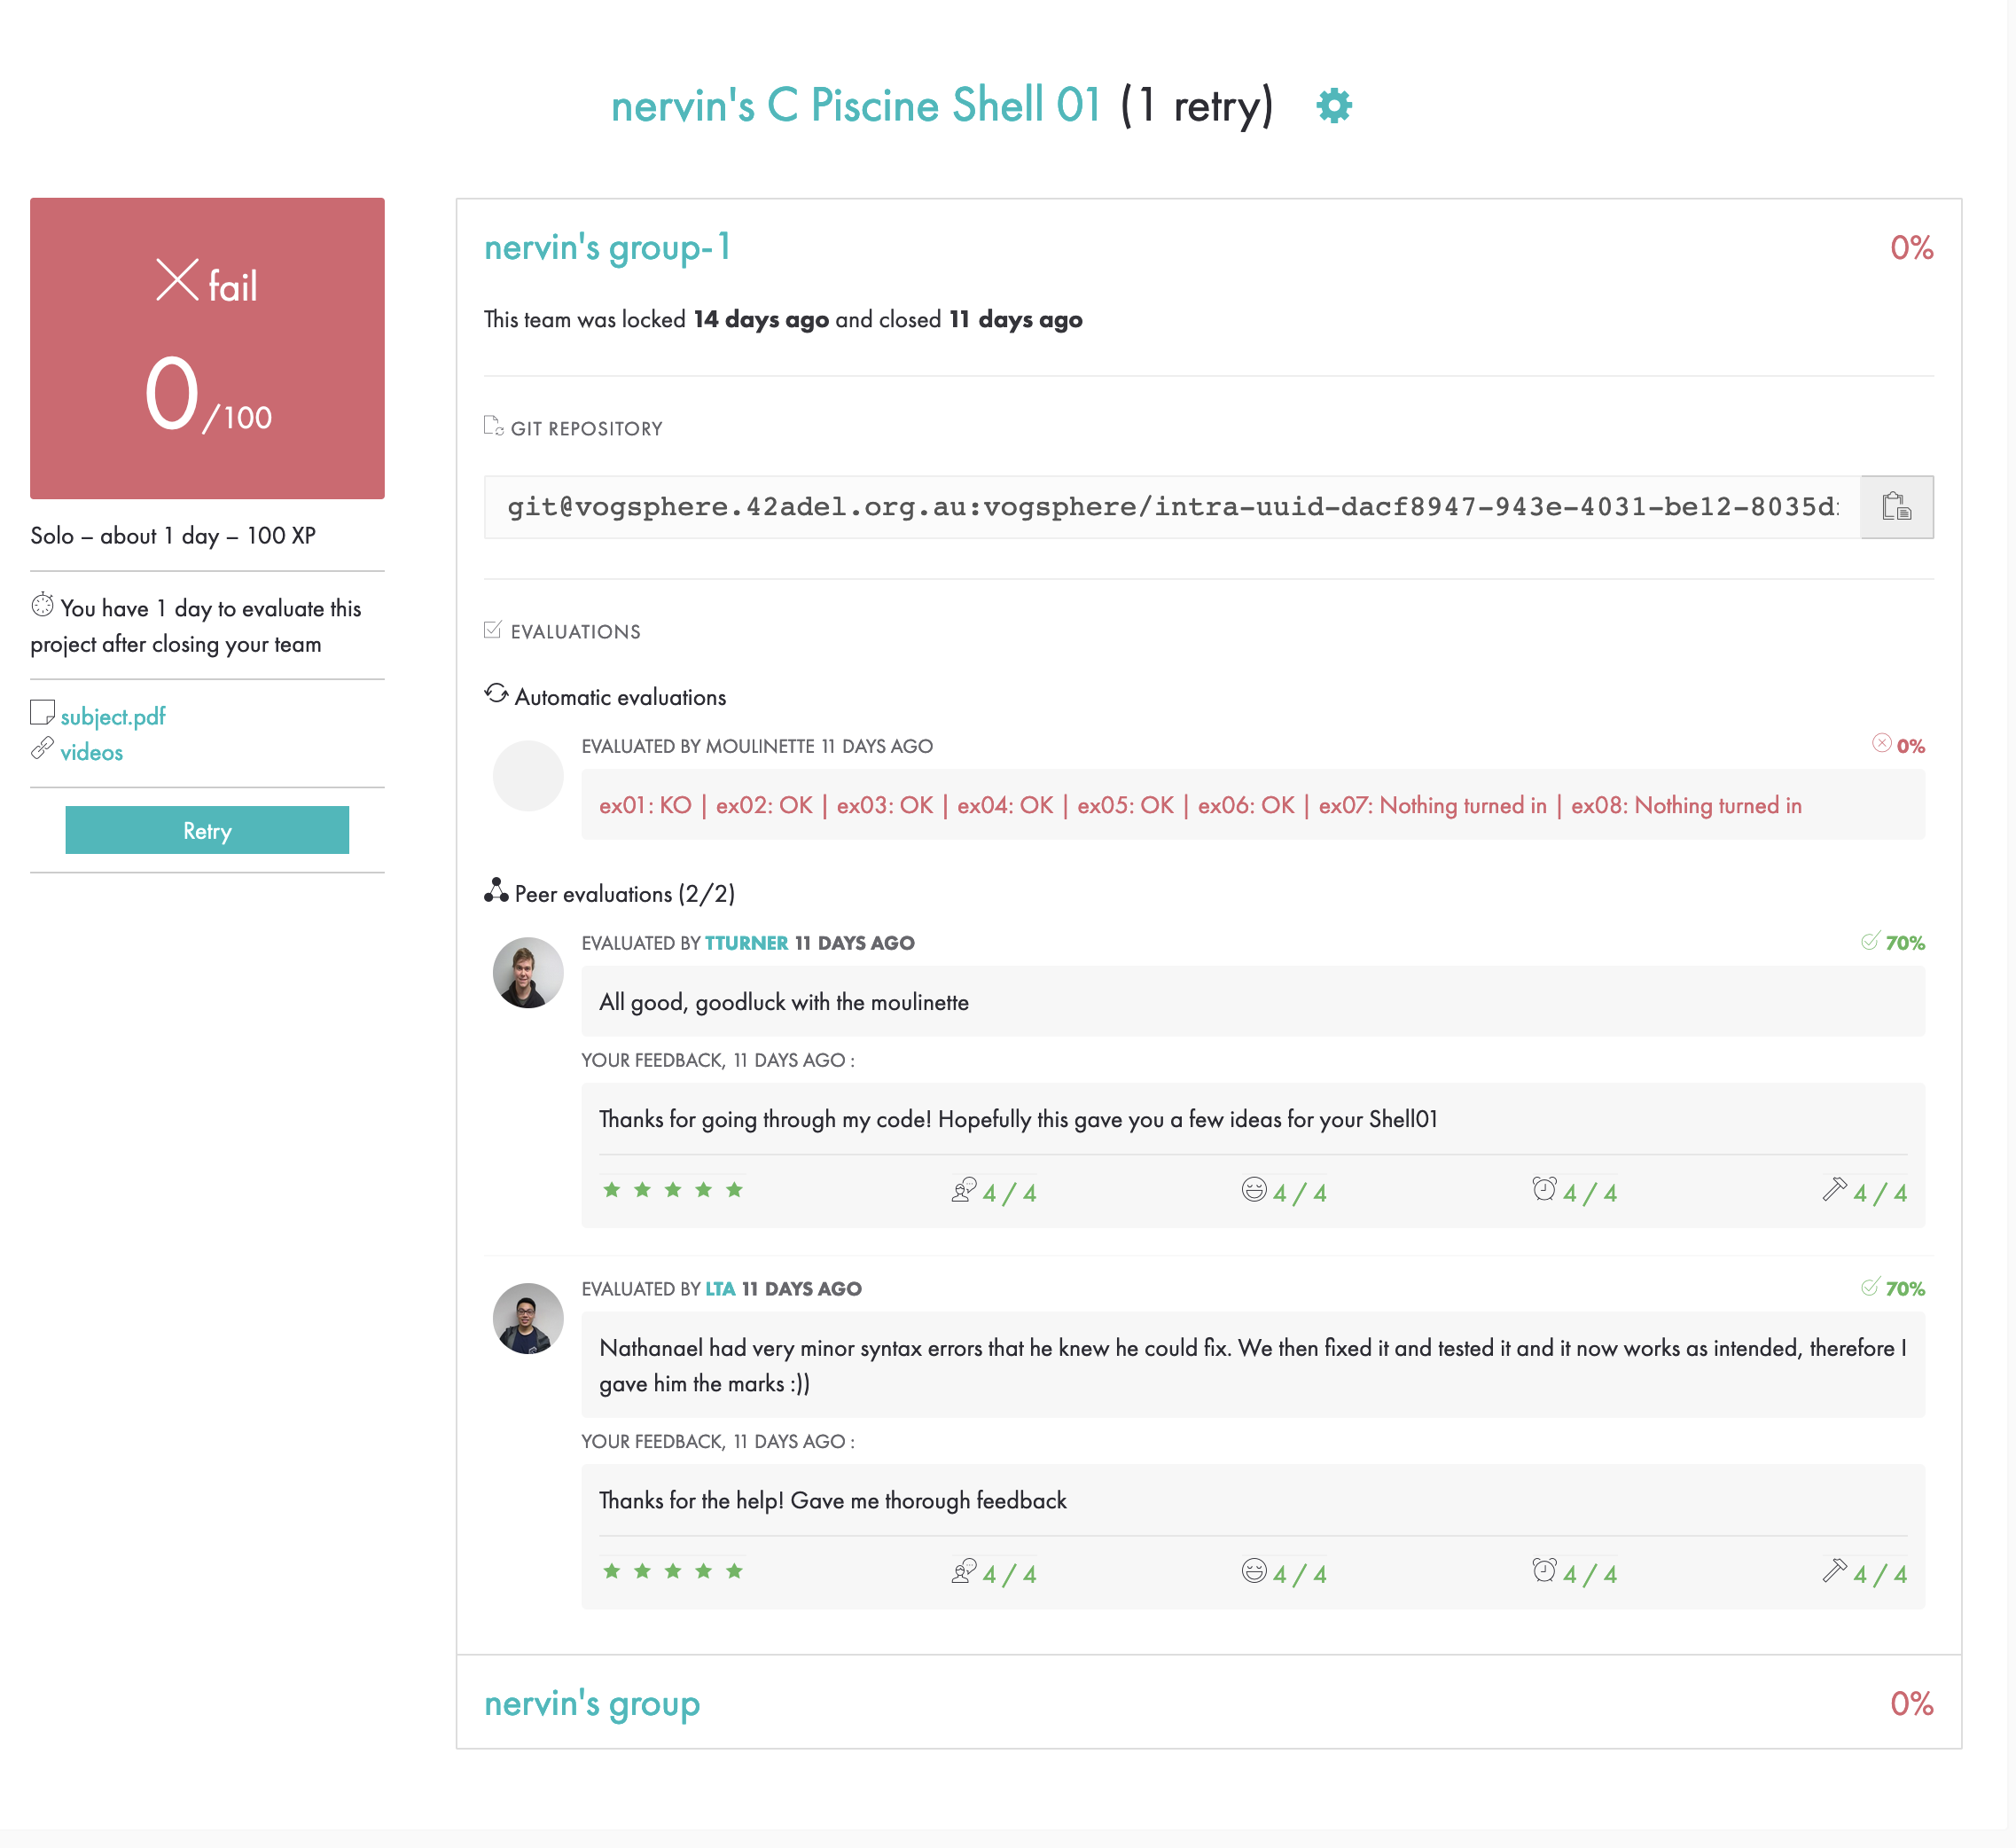 nervin's C Piscine Shell 01 (1 retry)
fail
0/100
Solo – about 1 day – 100 XP
You have 1 day to evaluate this
project after closing your team
subject.pdf
videos
Retry
nervin's group-1
0%
This team was locked 14 days ago and closed 11 days ago
GIT REPOSITORY
git@vogsphere.42adel.org.au:vogsphere/intra-uuid-dacf8947-943e-4031-be12-8035d
EVALUATIONS
Automatic evaluations
EVALUATED BY MOULINETTE 11 DAYS AGO
0%
ex01: KO | ex02: OK | ex03: OK | ex04: OK | ex05: OK | ex06: OK | ex07: Nothing turned in | ex08: Nothing turned in
Peer evaluations (2/2)
EVALUATED BY TTURNER 11 DAYS AGO
70%
All good, goodluck with the moulinette
YOUR FEEDBACK, 11 DAYS AGO :
Thanks for going through my code! Hopefully this gave you a few ideas for your Shell01
4 / 4 4 / 4 4 / 4 4 / 4
EVALUATED BY LTA 11 DAYS AGO
70%
Nathanael had very minor syntax errors that he knew he could fix. We then fixed it and tested it and it now works as intended, therefore I
gave him the marks :))
YOUR FEEDBACK, 11 DAYS AGO :
Thanks for the help! Gave me thorough feedback
4 / 4 4 / 4 4 / 4 4 / 4
nervin's group
0%